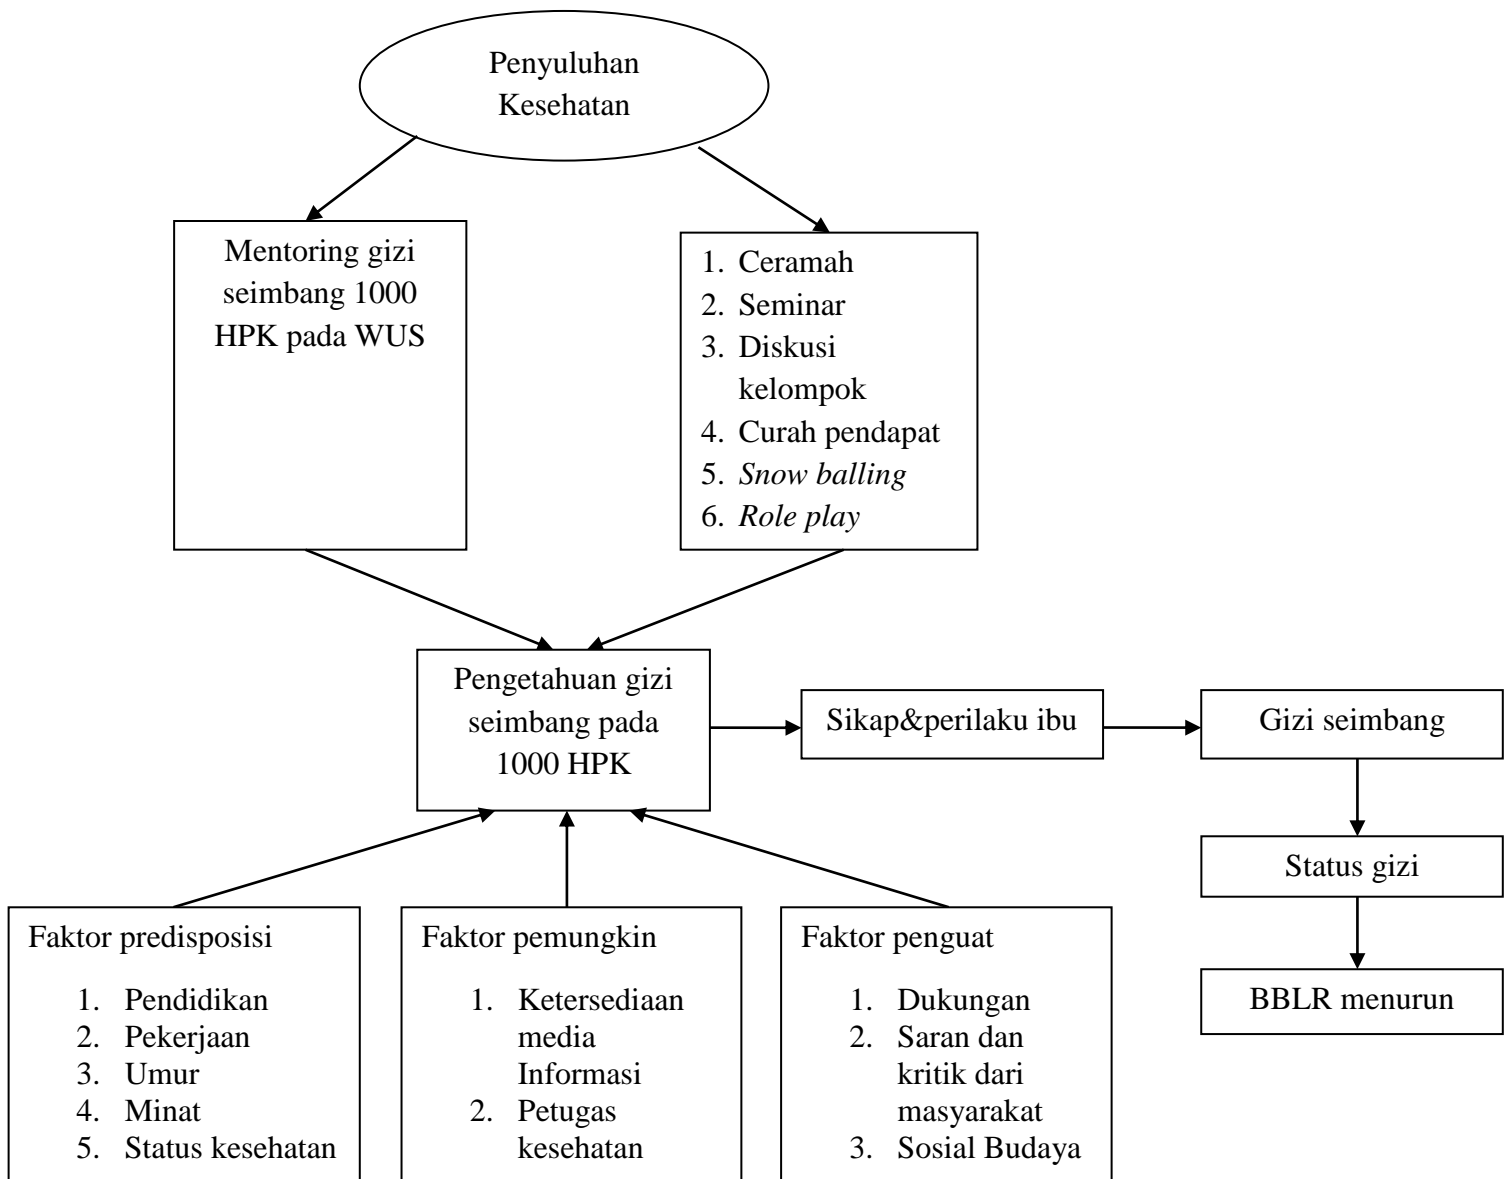 Penyuluhan
Kesehatan
Mentoring gizi
seimbang 1000
HPK pada WUS
1. Ceramah
2. Seminar
3. Diskusi
kelompok
4. Curah pendapat
5. Snow balling
6. Role play
Pengetahuan gizi
seimbang pada
1000 HPK
Sikap&perilaku ibu
Gizi seimbang
Status gizi
BBLR menurun
Faktor predisposisi
1. Pendidikan
2. Pekerjaan
3. Umur
4. Minat
5. Status kesehatan
Faktor pemungkin
1. Ketersediaan
media
Informasi
2. Petugas
kesehatan
Faktor penguat
1. Dukungan
2. Saran dan
kritik dari
masyarakat
3. Sosial Budaya